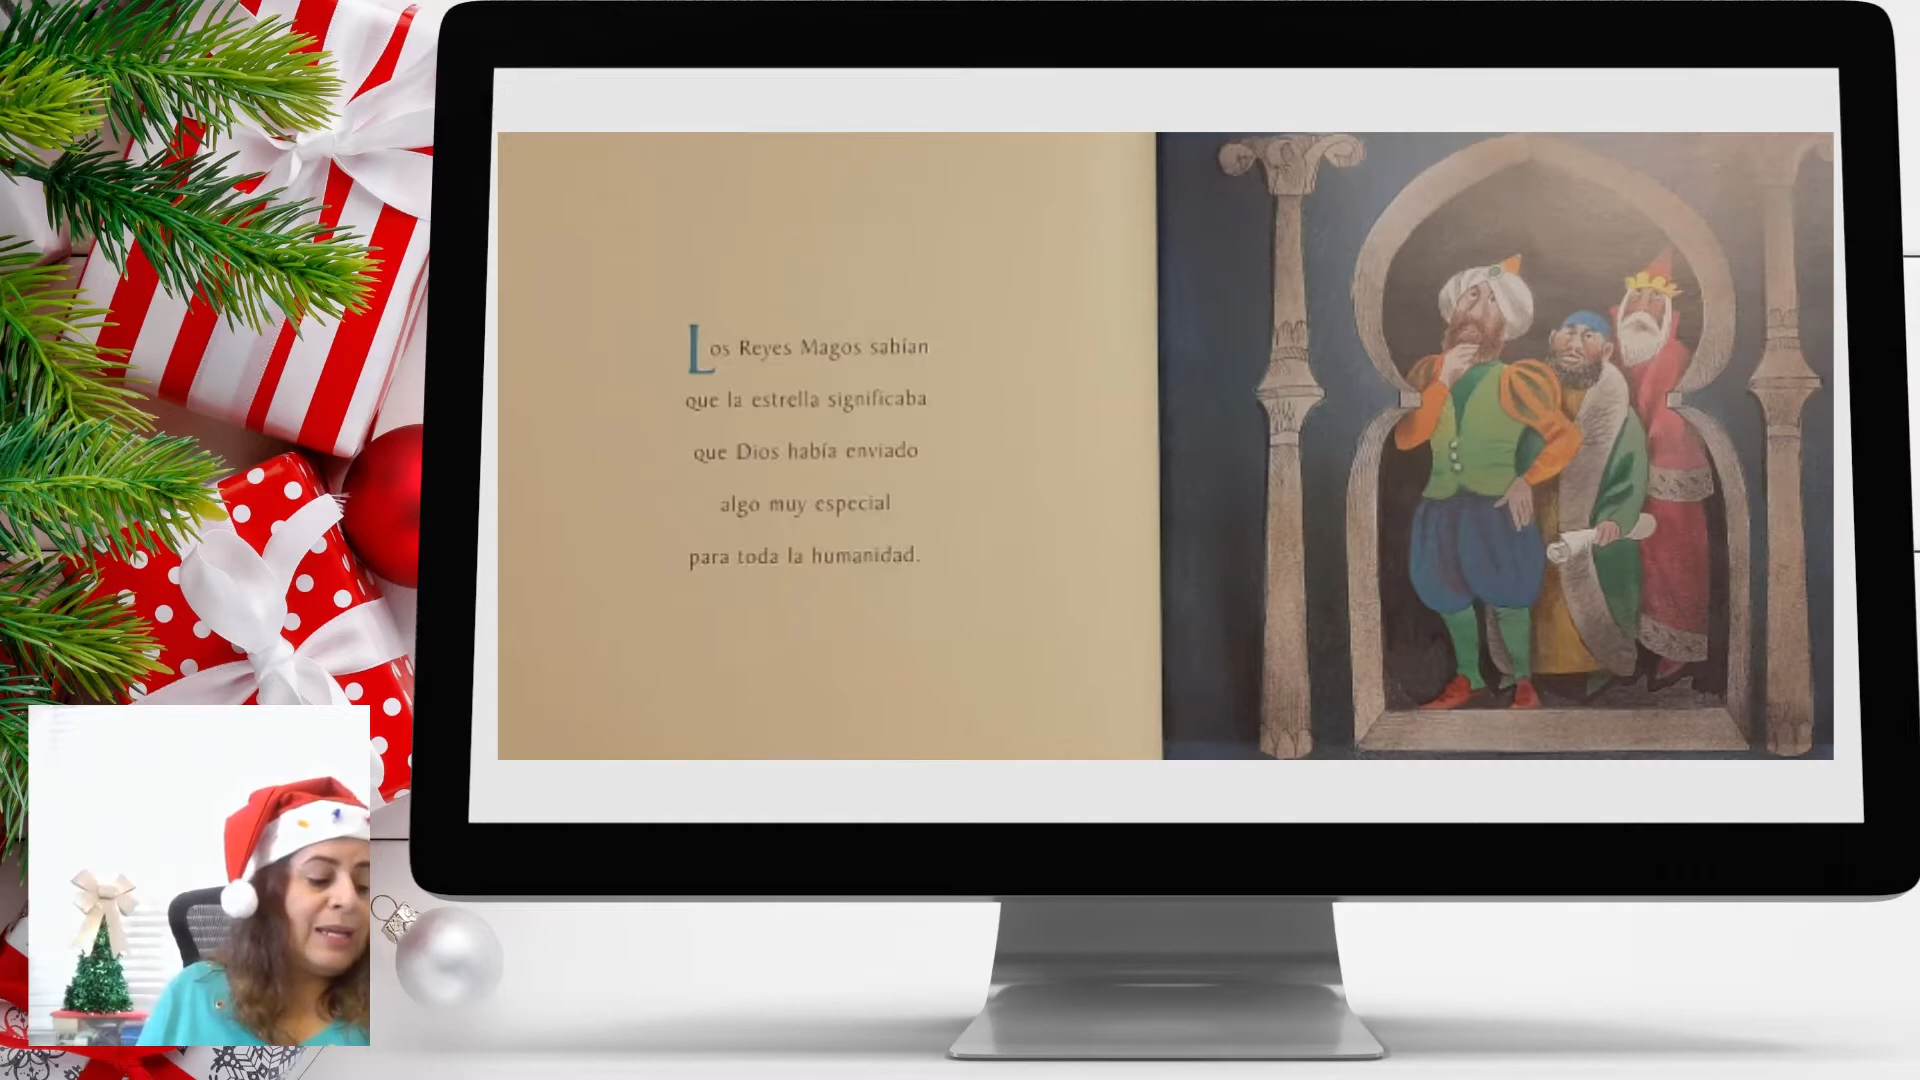 Los Reyes Magos sabían
que la estrella significaba
que Dios había enviado
algo muy especial
para toda la humanidad.